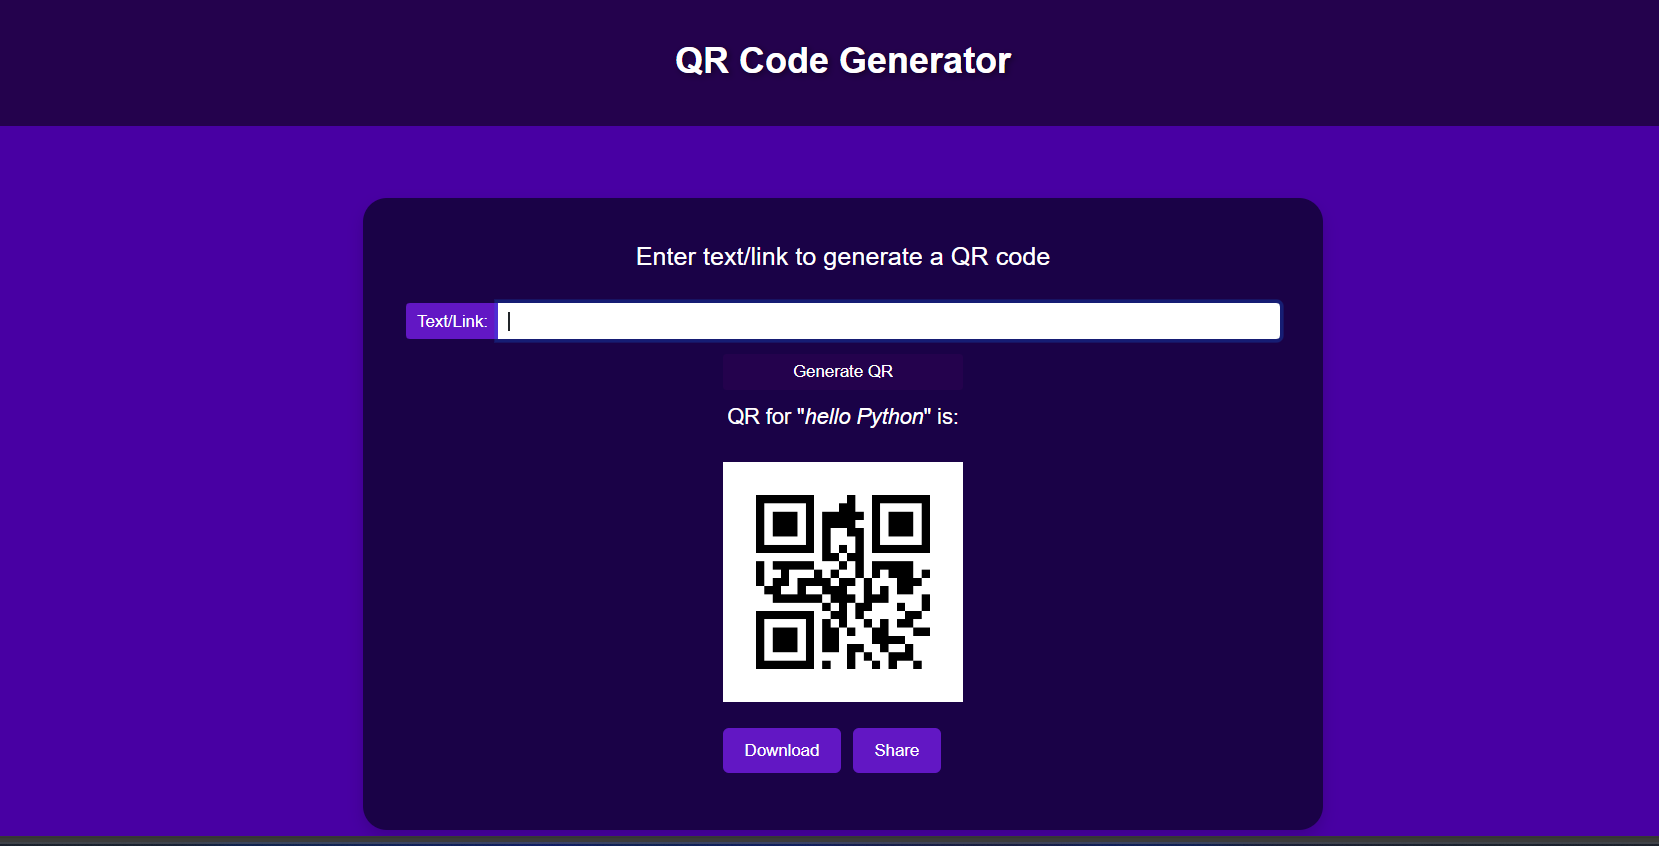 QR Code Generator
Enter text/link to generate a QR code
Text/Link:
Generate QR
QR for "hello Python" is:
Download Share